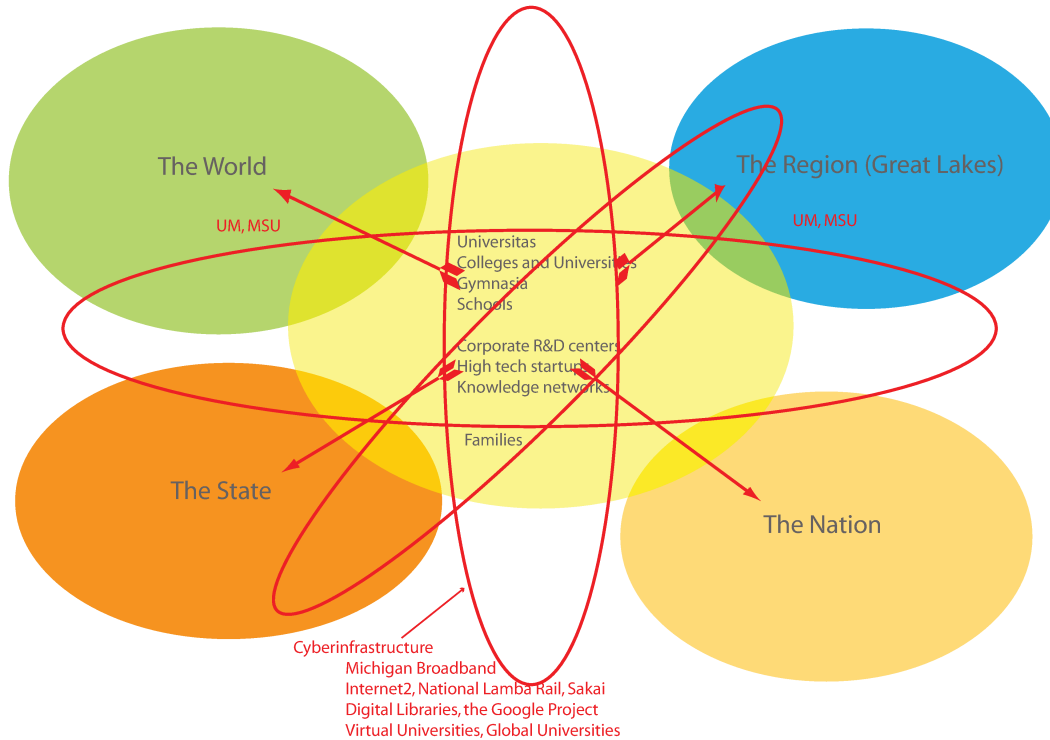 The World
The Region (Great Lakes)
UM, MSU
UM, MSU
Universitas
Colleges and Universities
Gymnasia
Schools
Corporate R&D centers
High tech startups
Knowledge networks
Families
The State
The Nation
Cyberinfrastructure
Michigan Broadband
Internet2, National Lamba Rail, Sakai
Digital Libraries, the Google Project
Virtual Universities, Global Universities